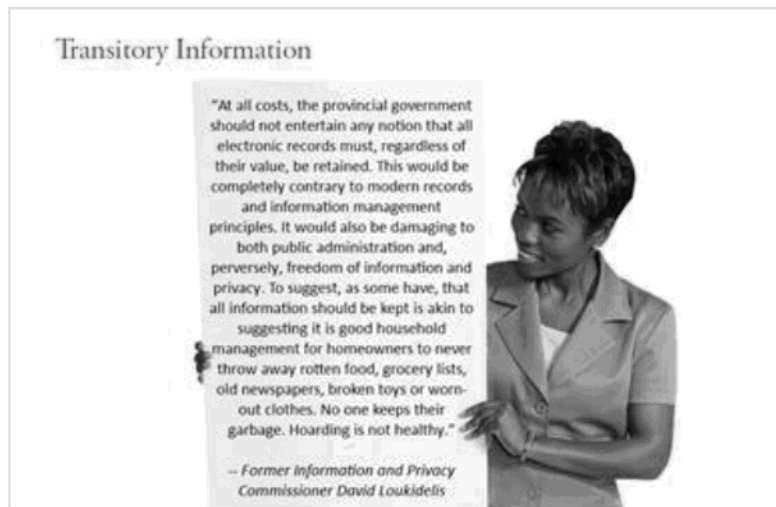 Transitory Information
"At all costs, the provincial government
should not entertain any notion that all
electronic records must, regardless of
their value, be retained. This would be
completely contrary to modern records
and information management
principles. It would also be damaging to
both public administration and,
perversely, freedom of information and
privacy. To suggest, as some have, that
all information should be kept is akin to
suggesting it is good household
management for homeowners to never
throw away rotten food, grocery lists,
old newspapers, broken toys or worn-
out clothes. No one keeps their
garbage. Hoarding is not healthy."
-- Former Information and Privacy
Commissioner David Loukidelis